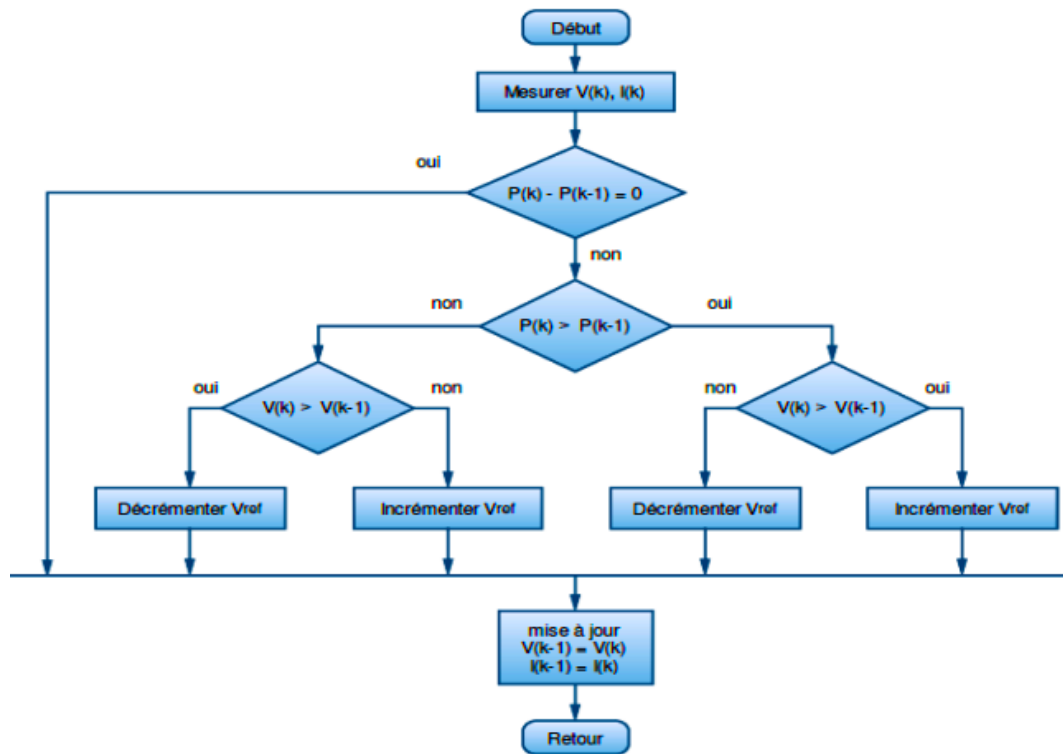 Début
Mesurer V(k), I(k)
oui
P(k) - P(k-1) = 0
non
non
oui
P(k) > P(k-1)
oui
non
non
oui
V(k) > V(k-1)
V(k) > V(k-1)
Décrémenter Vref
Incrémenter Vref
Décrémenter Vref
Incrémenter Vref
mise à jour
V(k-1) = V(k)
I(k-1) = I(k)
Retour